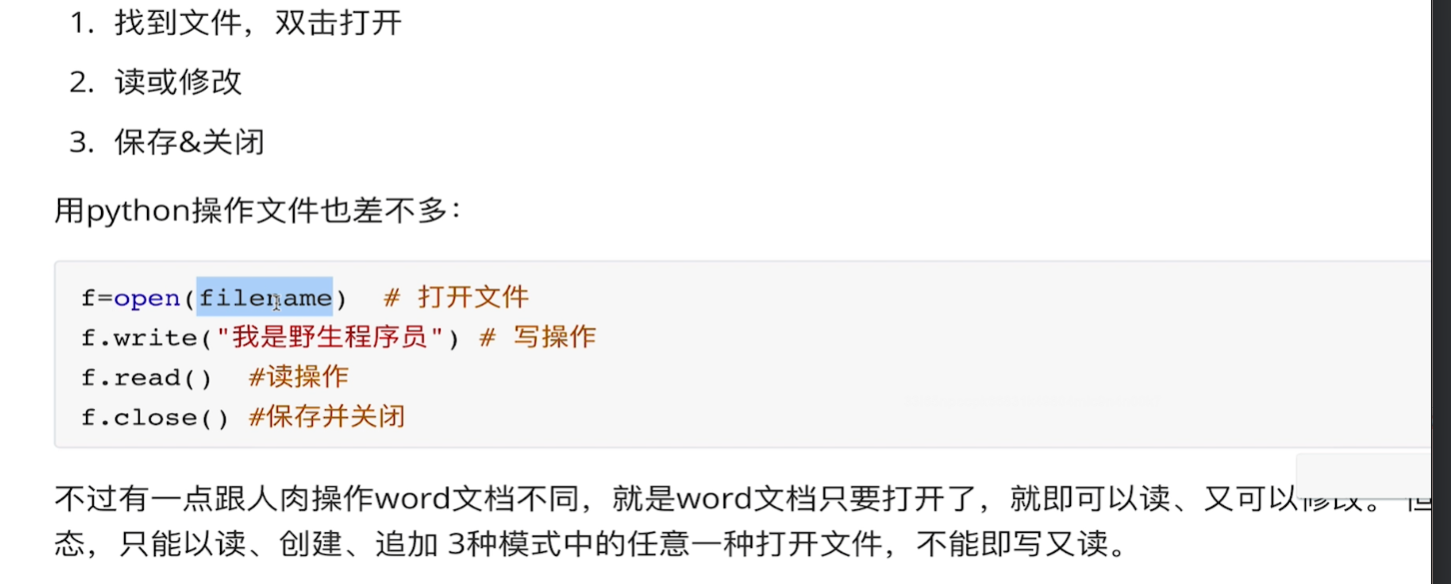 1. 找到文件，双击打开
2. 读或修改
3. 保存&关闭
用python操作文件也差不多：
f=open(filename)  # 打开文件
f.write("我是野生程序员") # 写操作
f.read()  #读操作
f.close() #保存并关闭
不过有一点跟人肉操作word文档不同，就是word文档只要打开了，就即可以读、又可以修改。
态，只能以读、创建、追加 3种模式中的任意一种打开文件，不能即写又读。